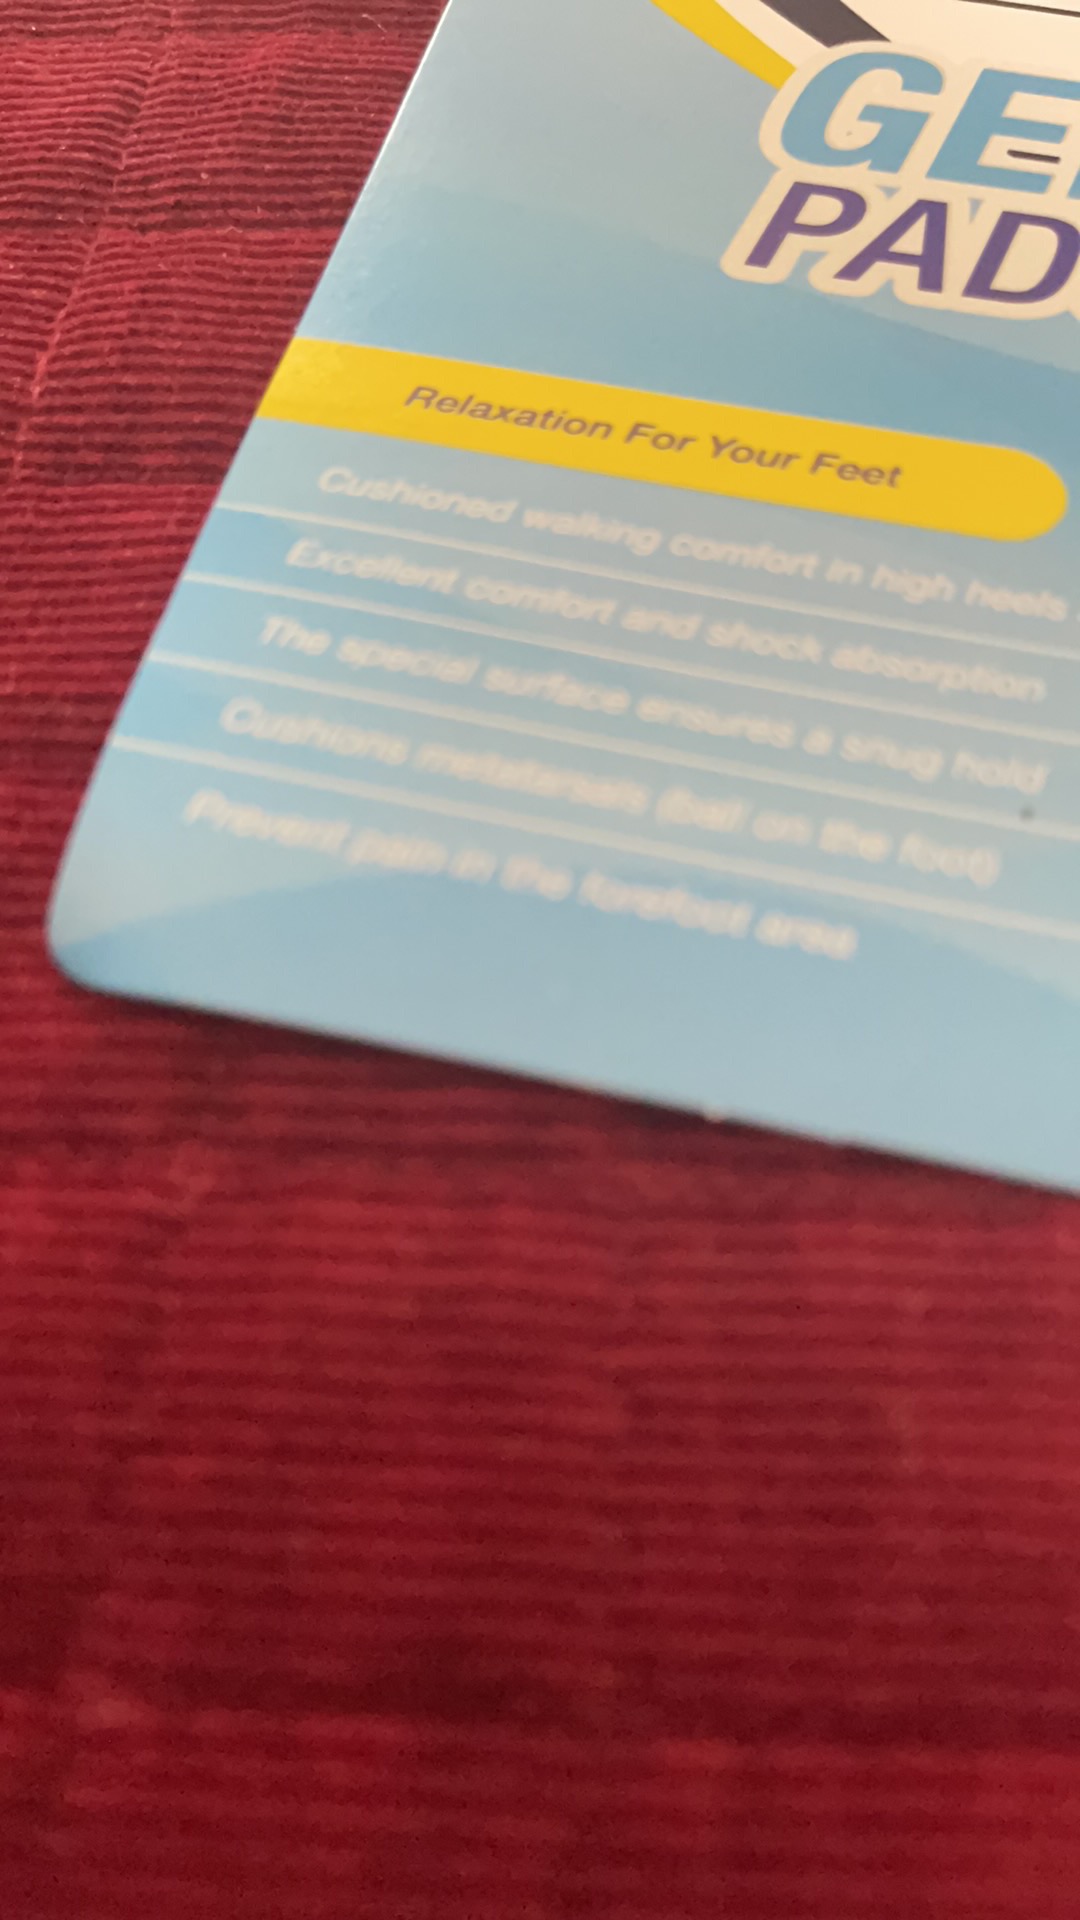 GE
PAD
Relaxation For Your Feet
Cushioned walking comfort in high heels
Excellent comfort and shock absorption
The special surface ensures a snug hold
Cushions metatarsals (ball on the foot)
Prevent pain in the forefoot area